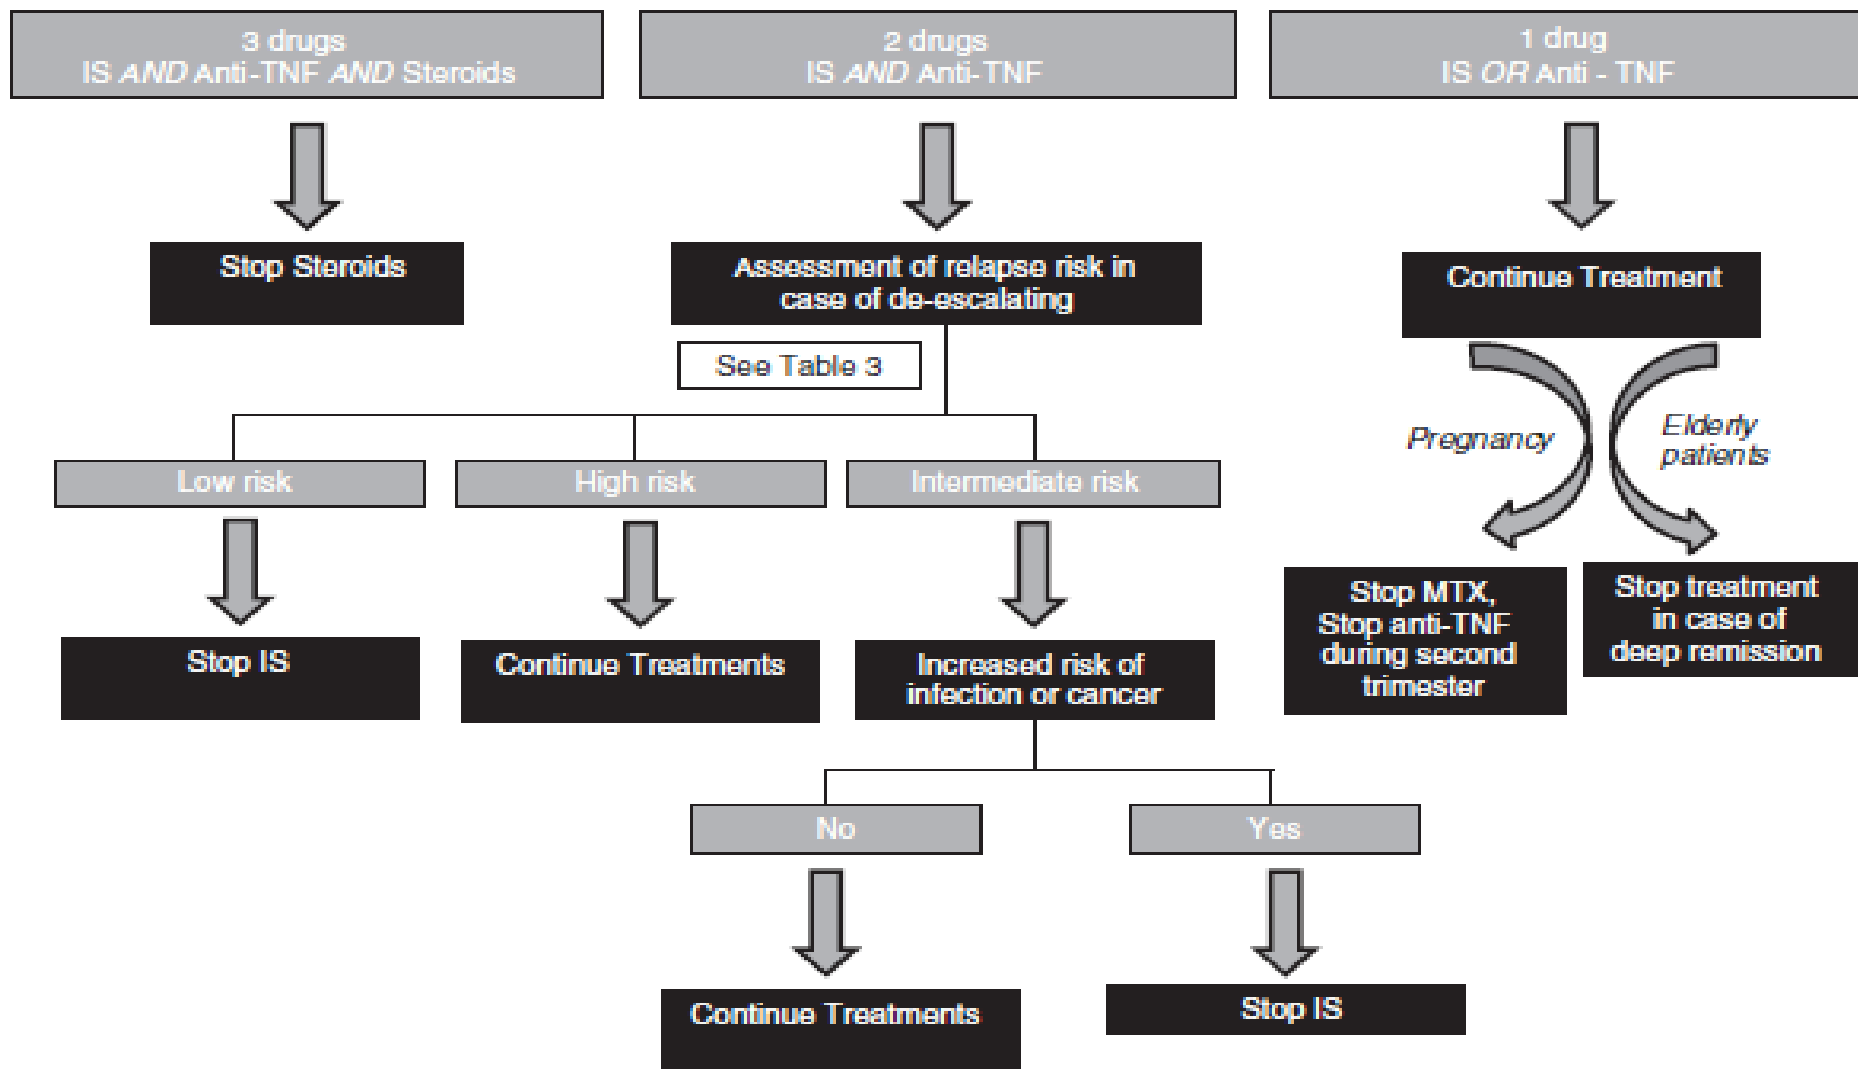 3 drugs
IS AND Anti-TNF AND Steroids
2 drugs
IS AND Anti-TNF
1 drug
IS OR Anti - TNF
Stop Steroids
Assessment of relapse risk in
case of de-escalating
Continue Treatment
See Table 3
Pregnancy
Elderly
patients
Low risk
High risk
Intermediate risk
Stop IS
Continue Treatments
Increased risk of
infection or cancer
Stop MTX,
Stop anti-TNF
during second
trimester
Stop treatment
in case of
deep remission
No
Yes
Continue Treatments
Stop IS